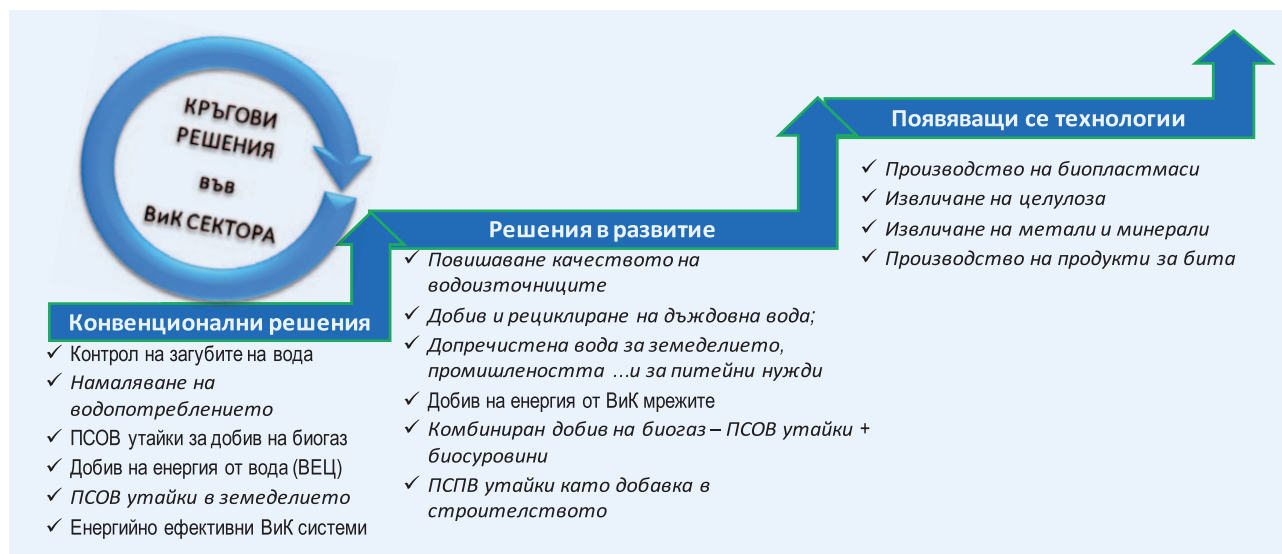 КРЪГОВИ
РЕШЕНИЯ
във
ВиК СЕКТОРА
Конвенционални решения
✓ Контрол на загубите на вода
✓ Намаляване на
водопотреблението
✓ ПСОВ утайки за добив на биогаз
✓ Добив на енергия от вода (ВЕЦ)
✓ ПСОВ утайки в земеделието
✓ Енергийно ефективни ВиК системи
Решения в развитие
✓ Повишаване качеството на
водоизточниците
✓ Добив и рециклиране на дъждовна вода;
✓ Допречистена вода за земеделието,
промишлеността ...и за питейни нужди
✓ Добив на енергия от ВиК мрежите
✓ Комбиниран добив на биогаз – ПСОВ утайки +
биосуровини
✓ ПСПВ утайки като добавка в
строителството
Появяващи се технологии
✓ Производство на биопластмаси
✓ Извличане на целулоза
✓ Извличане на метали и минерали
✓ Производство на продукти за бита